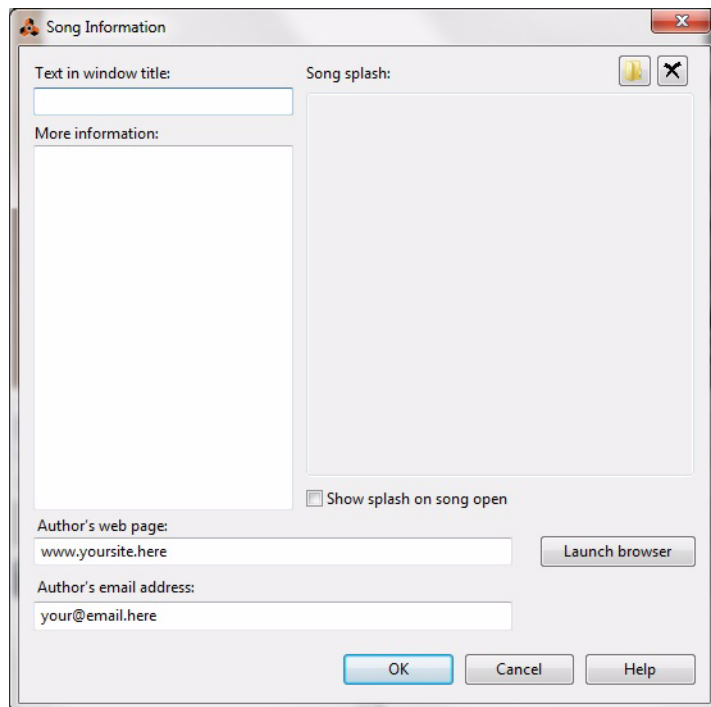 Song Information
Text in window title:
Song splash:
More information:
Show splash on song open
Author's web page:
www.yoursite.here
Launch browser
Author's email address:
your@email.here
OK
Cancel
Help